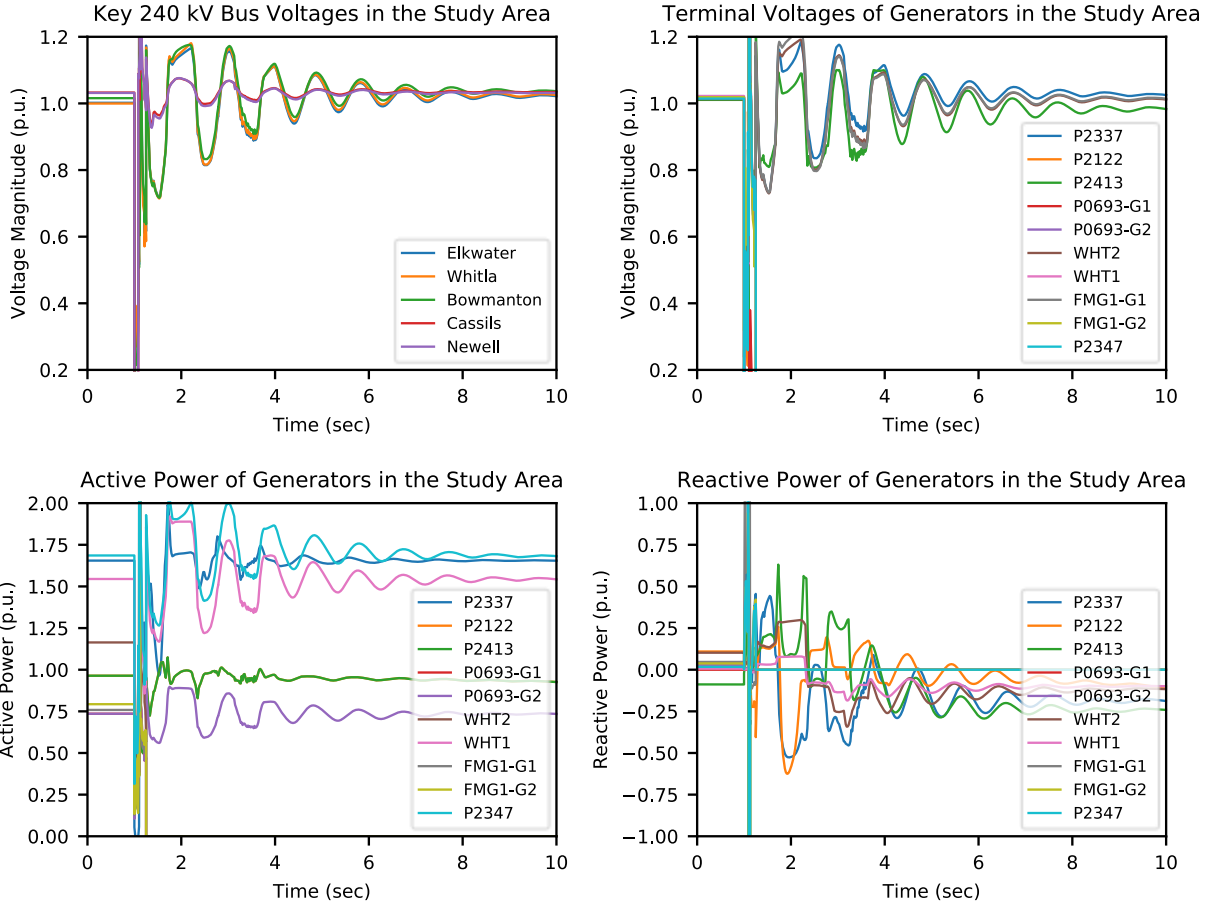 Key 240 kV Bus Voltages in the Study Area
Voltage Magnitude (p.u.)
1.2
1.0
0.8
0.6
0.4
0.2
Elkwater
Whitla
Bowmanton
Cassils
Newell
0 2 4 6 8 10
Time (sec)
Terminal Voltages of Generators in the Study Area
Voltage Magnitude (p.u.)
1.2
1.0
0.8
0.6
0.4
0.2
P2337
P2122
P2413
P0693-G1
P0693-G2
WHT2
WHT1
FMG1-G1
FMG1-G2
P2347
0 2 4 6 8 10
Time (sec)
Active Power of Generators in the Study Area
Active Power (p.u.)
2.00
1.75
1.50
1.25
1.00
0.75
0.50
0.25
0.00
P2337
P2122
P2413
P0693-G1
P0693-G2
WHT2
WHT1
FMG1-G1
FMG1-G2
P2347
0 2 4 6 8 10
Time (sec)
Reactive Power of Generators in the Study Area
Reactive Power (p.u.)
1.00
0.75
0.50
0.25
0.00
−0.25
−0.50
−0.75
−1.00
P2337
P2122
P2413
P0693-G1
P0693-G2
WHT2
WHT1
FMG1-G1
FMG1-G2
P2347
0 2 4 6 8 10
Time (sec)